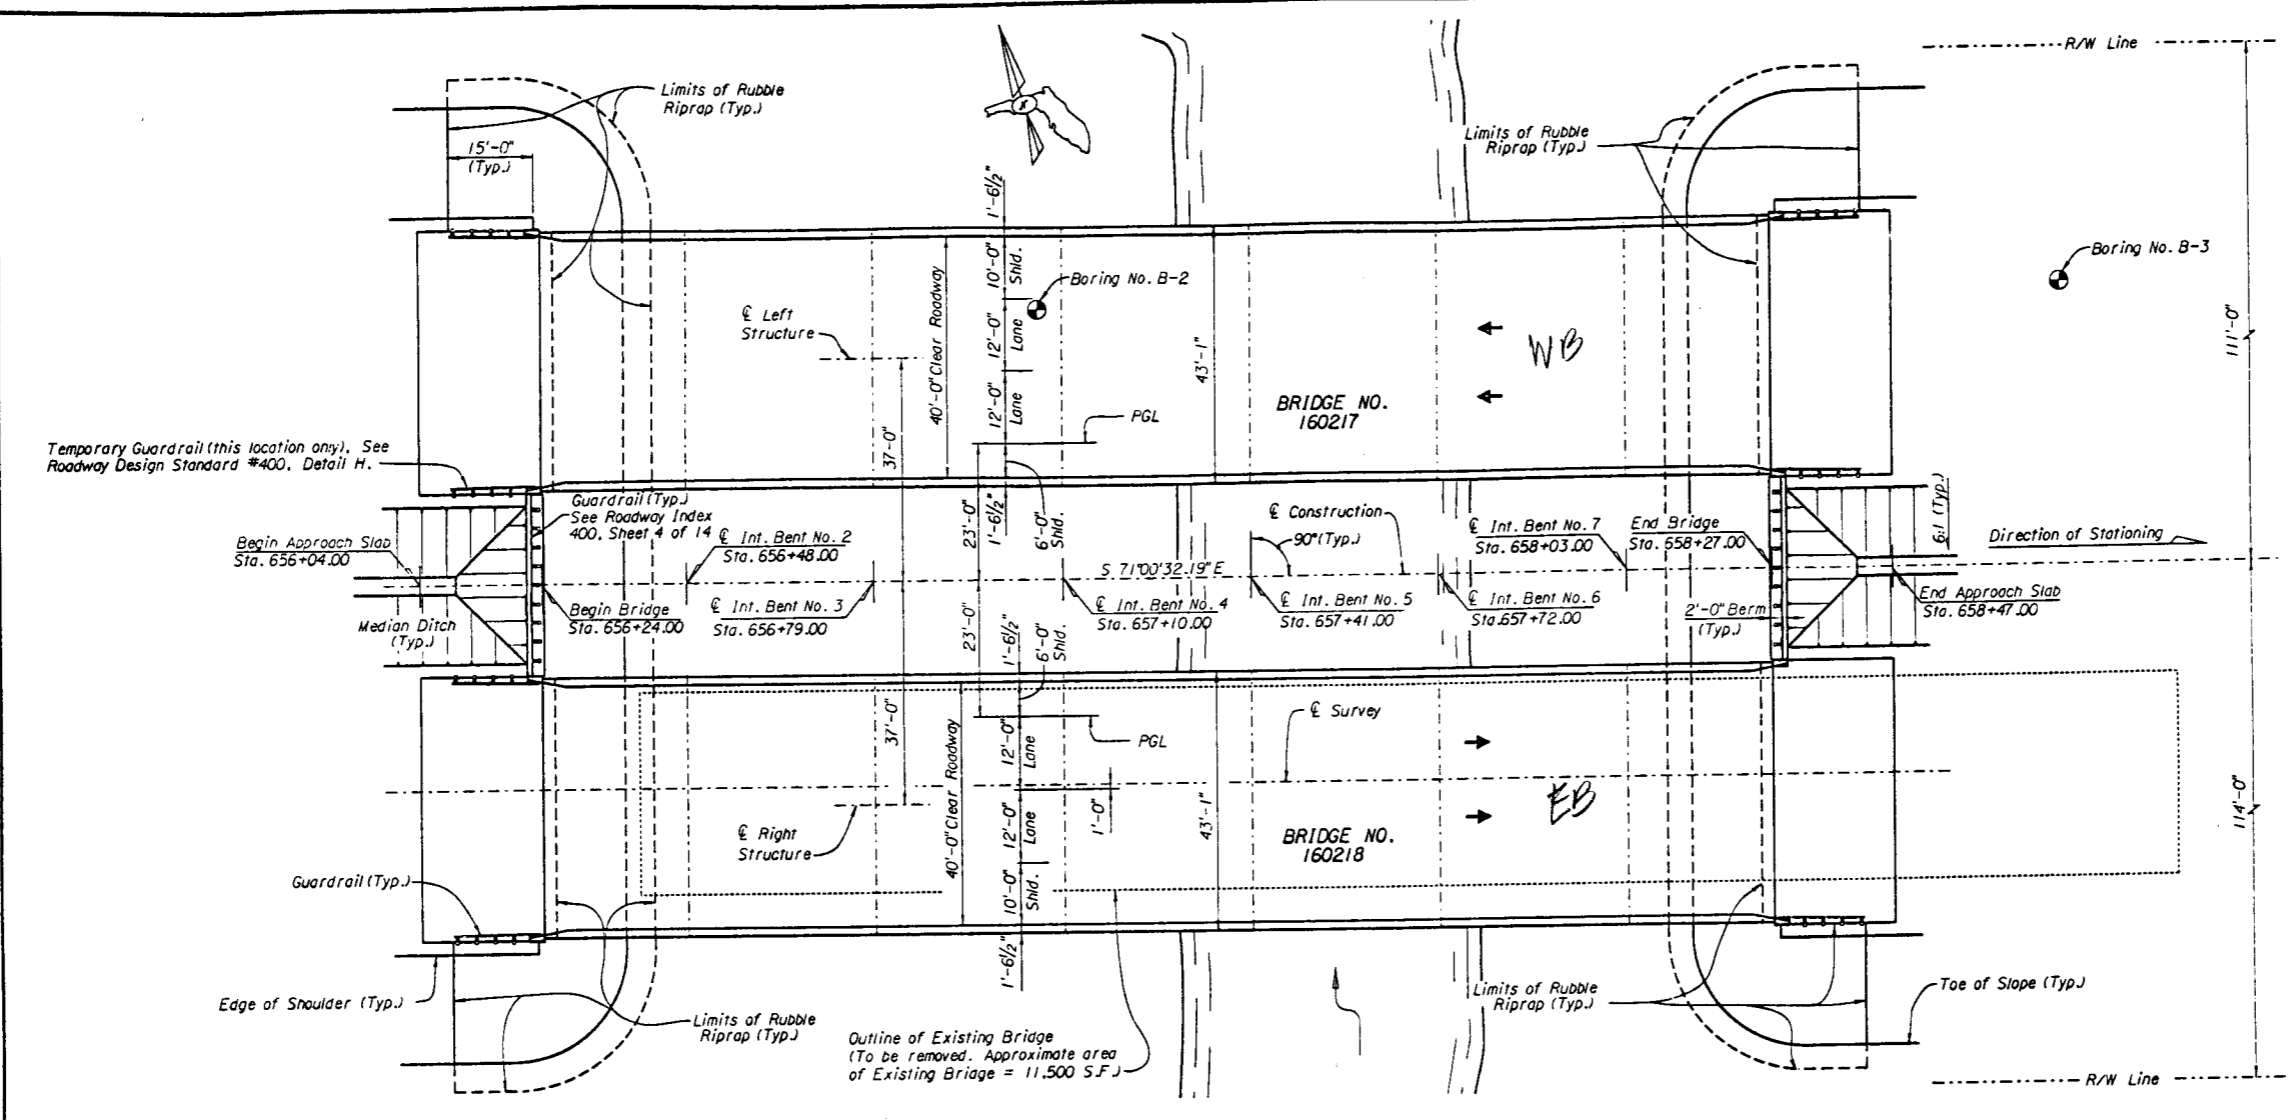 R/W Line
Limits of Rubble
Riprap (Typ.)
Limits of Rubble
Riprap (Typ.)
15'-0"
(Typ.)
1'-6½"
10'-0"
Shld.
12'-0"
Lane
12'-0"
Lane
40'-0" Clear Roadway
Boring No. B-2
Boring No. B-3
111'-0"
℄ Left
Structure
43'-1"
WB
BRIDGE NO.
160217
PGL
37'-0"
Temporary Guardrail (this location only). See
Roadway Design Standard #400, Detail H.
Guardrail (Typ.)
See Roadway Index
400, Sheet 4 of 14
23'-0"
1'-6½"
6'-0"
Shld.
Begin Approach Slab
Sta. 656+04.00
℄ Int. Bent No. 2
Sta. 656+48.00
℄ Construction
90° (Typ.)
℄ Int. Bent No. 7
Sta. 658+03.00
End Bridge
Sta. 658+27.00
6:1 (Typ.)
Direction of Stationing
S 71°00'32.19" E
Median Ditch
(Typ.)
Begin Bridge
Sta. 656+24.00
℄ Int. Bent No. 3
Sta. 656+79.00
℄ Int. Bent No. 4
Sta. 657+10.00
℄ Int. Bent No. 5
Sta. 657+41.00
℄ Int. Bent No. 6
Sta. 657+72.00
2'-0" Berm
(Typ.)
End Approach Slab
Sta. 658+47.00
23'-0"
1'-6½"
6'-0"
Shld.
37'-0"
℄ Survey
PGL
12'-0"
Lane
40'-0" Clear Roadway
12'-0"
Lane
1'-0"
43'-1"
EB
℄ Right
Structure
BRIDGE NO.
160218
114'-0"
Guardrail (Typ.)
10'-0"
Shld.
1'-6½"
Edge of Shoulder (Typ.)
Limits of Rubble
Riprap (Typ.)
Limits of Rubble
Riprap (Typ.)
Toe of Slope (Typ.)
Outline of Existing Bridge
(To be removed. Approximate area
of Existing Bridge = 11,500 S.F.)
R/W Line